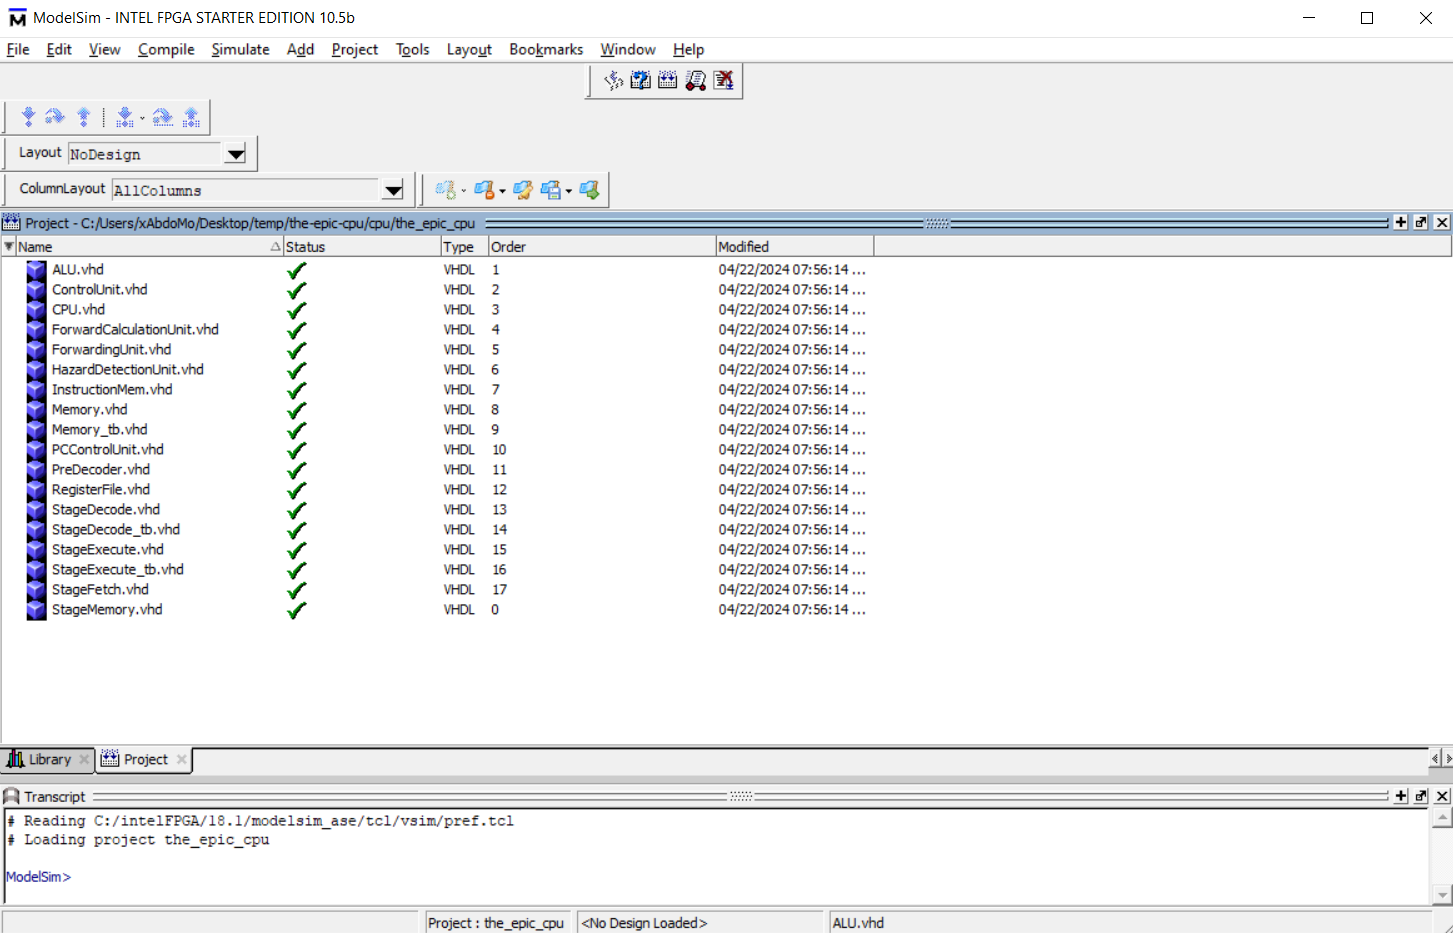 ModelSim - INTEL FPGA STARTER EDITION 10.5b
File Edit View Compile Simulate Add Project Tools Layout Bookmarks Window Help
Layout NoDesign
ColumnLayout AllColumns
Project - C:/Users/xAbdoMo/Desktop/temp/the-epic-cpu/cpu/the_epic_cpu
Name Status Type Order Modified
ALU.vhd VHDL 1 04/22/2024 07:56:14 ...
ControlUnit.vhd VHDL 2 04/22/2024 07:56:14 ...
CPU.vhd VHDL 3 04/22/2024 07:56:14 ...
ForwardCalculationUnit.vhd VHDL 4 04/22/2024 07:56:14 ...
ForwardingUnit.vhd VHDL 5 04/22/2024 07:56:14 ...
HazardDetectionUnit.vhd VHDL 6 04/22/2024 07:56:14 ...
InstructionMem.vhd VHDL 7 04/22/2024 07:56:14 ...
Memory.vhd VHDL 8 04/22/2024 07:56:14 ...
Memory_tb.vhd VHDL 9 04/22/2024 07:56:14 ...
PCControlUnit.vhd VHDL 10 04/22/2024 07:56:14 ...
PreDecoder.vhd VHDL 11 04/22/2024 07:56:14 ...
RegisterFile.vhd VHDL 12 04/22/2024 07:56:14 ...
StageDecode.vhd VHDL 13 04/22/2024 07:56:14 ...
StageDecode_tb.vhd VHDL 14 04/22/2024 07:56:14 ...
StageExecute.vhd VHDL 15 04/22/2024 07:56:14 ...
StageExecute_tb.vhd VHDL 16 04/22/2024 07:56:14 ...
StageFetch.vhd VHDL 17 04/22/2024 07:56:14 ...
StageMemory.vhd VHDL 0 04/22/2024 07:56:14 ...
Library Project
Transcript
# Reading C:/intelFPGA/18.1/modelsim_ase/tcl/vsim/pref.tcl
# Loading project the_epic_cpu
ModelSim>
Project : the_epic_cpu <No Design Loaded> ALU.vhd